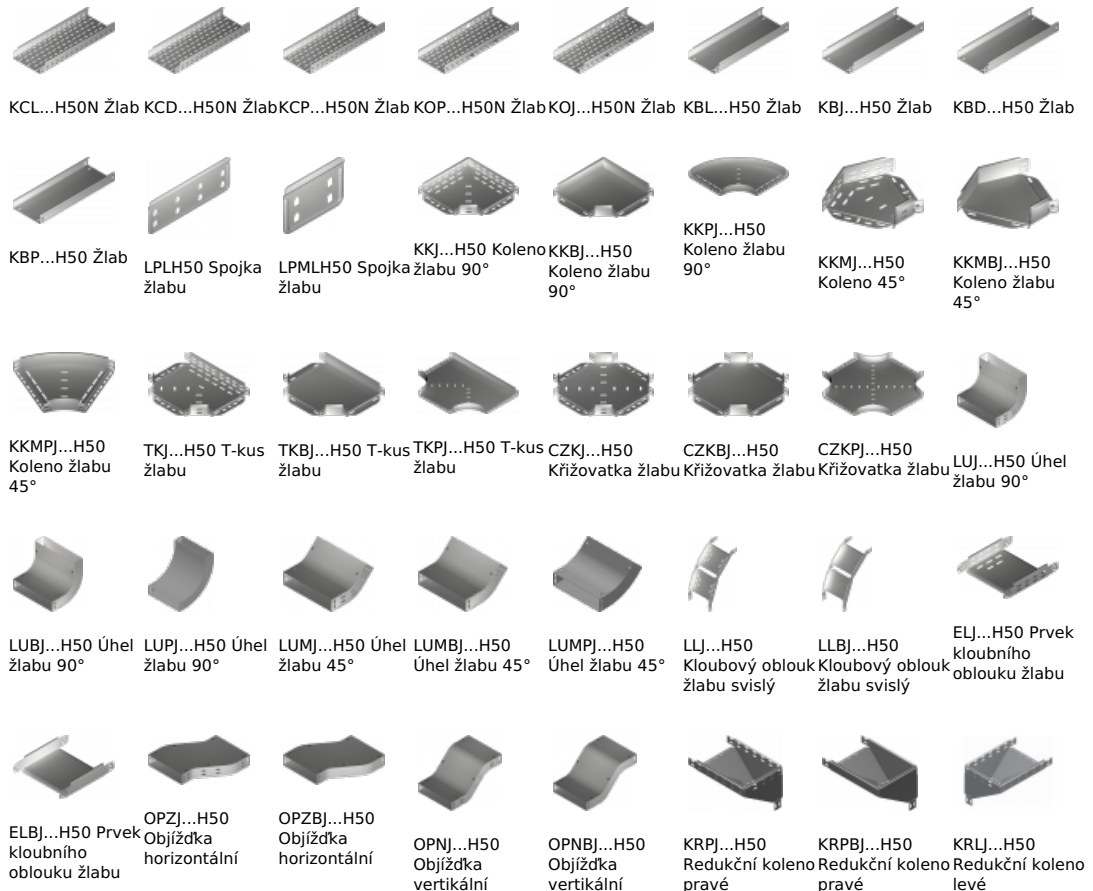 KCL...H50N Žlab
KCD...H50N Žlab
KCP...H50N Žlab
KOP...H50N Žlab
KOJ...H50N Žlab
KBL...H50 Žlab
KBJ...H50 Žlab
KBD...H50 Žlab
KBP...H50 Žlab
LPLH50 Spojka
žlabu
LPMLH50 Spojka
žlabu
KKJ...H50 Koleno
žlabu 90°
KKBJ...H50
Koleno žlabu
90°
KKPJ...H50
Koleno žlabu
90°
KKMJ...H50
Koleno 45°
KKMBJ...H50
Koleno žlabu
45°
KKMPJ...H50
Koleno žlabu
45°
TKJ...H50 T-kus
žlabu
TKBJ...H50 T-kus
žlabu
TKPJ...H50 T-kus
žlabu
CZKJ...H50
Křižovatka žlabu
CZKBJ...H50
Křižovatka žlabu
CZKPJ...H50
Křižovatka žlabu
LUJ...H50 Úhel
žlabu 90°
LUBJ...H50 Úhel
žlabu 90°
LUPJ...H50 Úhel
žlabu 90°
LUMJ...H50 Úhel
žlabu 45°
LUMBJ...H50
Úhel žlabu 45°
LUMPJ...H50
Úhel žlabu 45°
LLJ...H50
Kloubový oblouk
žlabu svislý
LLBJ...H50
Kloubový oblouk
žlabu svislý
ELJ...H50 Prvek
kloubního
oblouku žlabu
ELBJ...H50 Prvek
kloubního
oblouku žlabu
OPZJ...H50
Objížďka
horizontální
OPZBJ...H50
Objížďka
horizontální
OPNJ...H50
Objížďka
vertikální
OPNBJ...H50
Objížďka
vertikální
KRPJ...H50
Redukční koleno
pravé
KRPBJ...H50
Redukční koleno
pravé
KRLJ...H50
Redukční koleno
levé